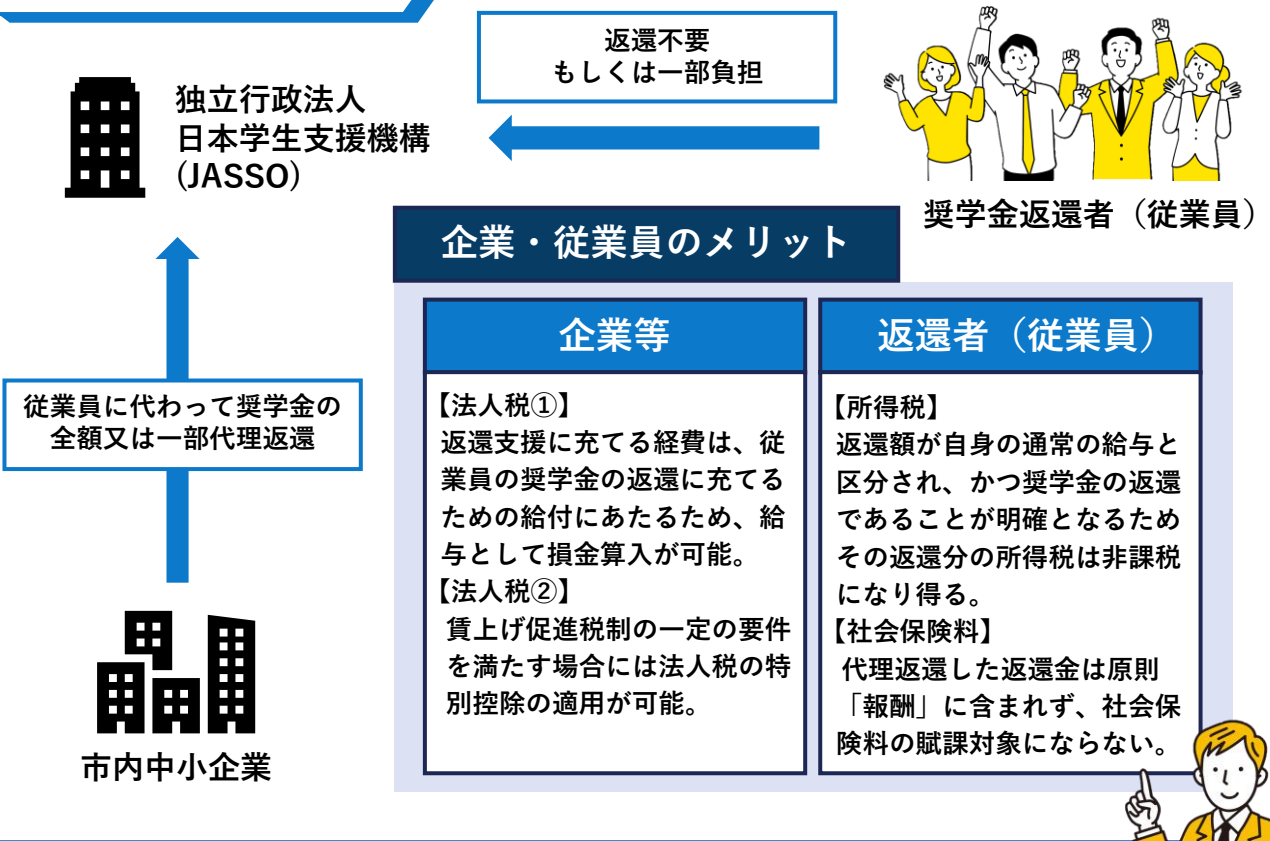 返還不要
もしくは一部負担
独立行政法人
日本学生支援機構
(JASSO)
奨学金返還者（従業員）
従業員に代わって奨学金の
全額又は一部代理返還
市内中小企業
企業・従業員のメリット
企業等
【法人税①】
返還支援に充てる経費は、従
業員の奨学金の返還に充てる
ための給付にあたるため、給
与として損金算入が可能。
【法人税②】
賃上げ促進税制の一定の要件
を満たす場合には法人税の特
別控除の適用が可能。
返還者（従業員）
【所得税】
返還額が自身の通常の給与と
区分され、かつ奨学金の返還
であることが明確となるため
その返還分の所得税は非課税
になり得る。
【社会保険料】
代理返還した返還金は原則
「報酬」に含まれず、社会保
険料の賦課対象にならない。